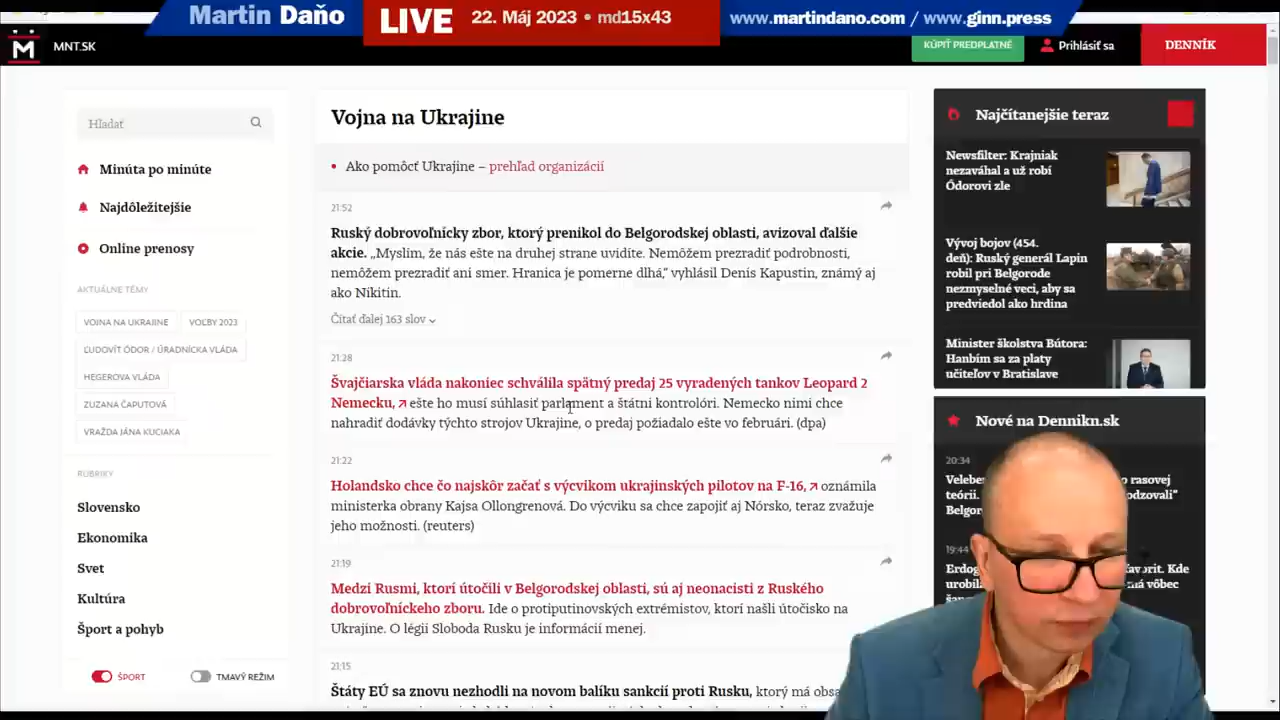 Martin Daňo
LIVE
22. Máj 2023 • md15x43
www.martindano.com / www.ginn.press
M
MNT.SK
KÚPIŤ PREDPLATNÉ
Prihlásiť sa
DENNÍK
Hľadať
Minúta po minúte
Najdôležitejšie
Online prenosy
AKTUÁLNE TÉMY
VOJNA NA UKRAJINE
VOĽBY 2023
ĽUDOVÍT ÓDOR / ÚRADNÍCKA VLÁDA
HEGEROVA VLÁDA
ZUZANA ČAPUTOVÁ
VRAŽDA JÁNA KUCIAKA
RUBRIKY
Slovensko
Ekonomika
Svet
Kultúra
Šport a pohyb
ŠPORT
TMAVÝ REŽIM
Vojna na Ukrajine
• Ako pomôcť Ukrajine – prehľad organizácií
21:52
Ruský dobrovoľnícky zbor, ktorý prenikol do Belgorodskej oblasti, avizoval ďalšie
akcie. „Myslím, že nás ešte na druhej strane uvidíte. Nemôžem prezradiť podrobnosti,
nemôžem prezradiť ani smer. Hranica je pomerne dlhá,“ vyhlásil Denis Kapustin, známy aj
ako Nikitin.
Čítať ďalej 163 slov
21:28
Švajčiarska vláda nakoniec schválila spätný predaj 25 vyradených tankov Leopard 2
Nemecku, ešte ho musí súhlasiť parlament a štátni kontrolóri. Nemecko nimi chce
nahradiť dodávky týchto strojov Ukrajine, o predaj požiadalo ešte vo februári. (dpa)
21:22
Holandsko chce čo najskôr začať s výcvikom ukrajinských pilotov na F-16, oznámila
ministerka obrany Kajsa Ollongrenová. Do výcviku sa chce zapojiť aj Nórsko, teraz zvažuje
jeho možnosti. (reuters)
21:19
Medzi Rusmi, ktorí útočili v Belgorodskej oblasti, sú aj neonacisti z Ruského
dobrovoľníckeho zboru. Ide o protiputinovských extrémistov, ktorí našli útočisko na
Ukrajine. O légii Sloboda Rusku je informácií menej.
21:15
Štáty EÚ sa znovu nezhodli na novom balíku sankcií proti Rusku, ktorý má
Najčítanejšie teraz
Newsfilter: Krajniak
nezaváhal a už robí
Ódorovi zle
Vývoj bojov (454.
deň): Ruský generál Lapin
robil pri Belgorode
nezmyselné veci, aby sa
predviedol ako hrdina
Minister školstva Bútora:
Hanbím sa za platy
učiteľov v Bratislave
Nové na Dennikn.sk
20:34
rasovej
teórii.
19:44
Kde
vôbec